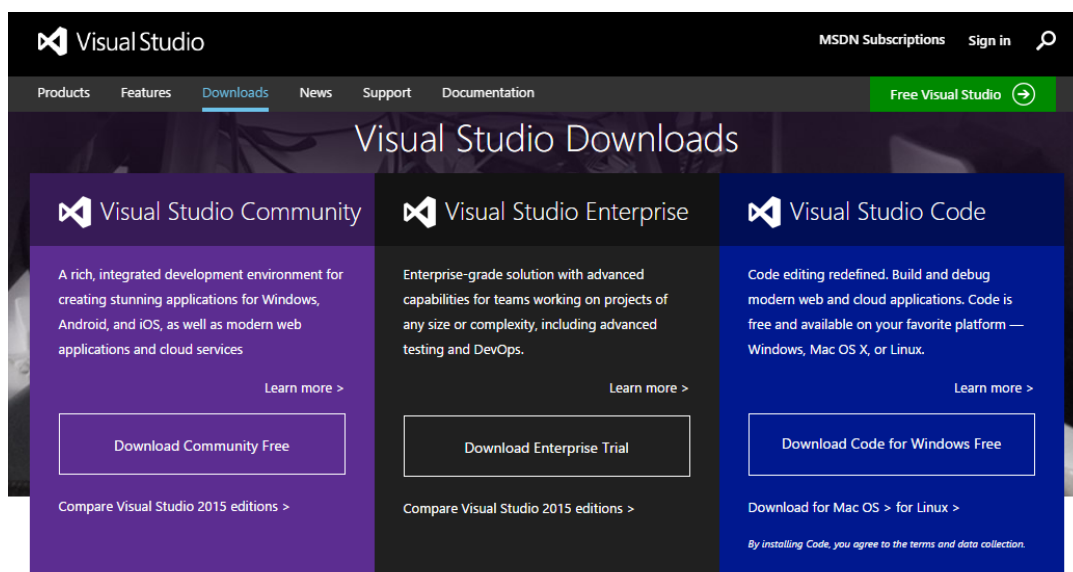 Visual Studio
MSDN Subscriptions Sign in
Products Features Downloads News Support Documentation
Free Visual Studio
Visual Studio Downloads
Visual Studio Community
A rich, integrated development environment for
creating stunning applications for Windows,
Android, and iOS, as well as modern web
applications and cloud services
Learn more >
Download Community Free
Compare Visual Studio 2015 editions >
Visual Studio Enterprise
Enterprise-grade solution with advanced
capabilities for teams working on projects of
any size or complexity, including advanced
testing and DevOps.
Learn more >
Download Enterprise Trial
Compare Visual Studio 2015 editions >
Visual Studio Code
Code editing redefined. Build and debug
modern web and cloud applications. Code is
free and available on your favorite platform —
Windows, Mac OS X, or Linux.
Learn more >
Download Code for Windows Free
Download for Mac OS > for Linux >
By installing Code, you agree to the terms and data collection.